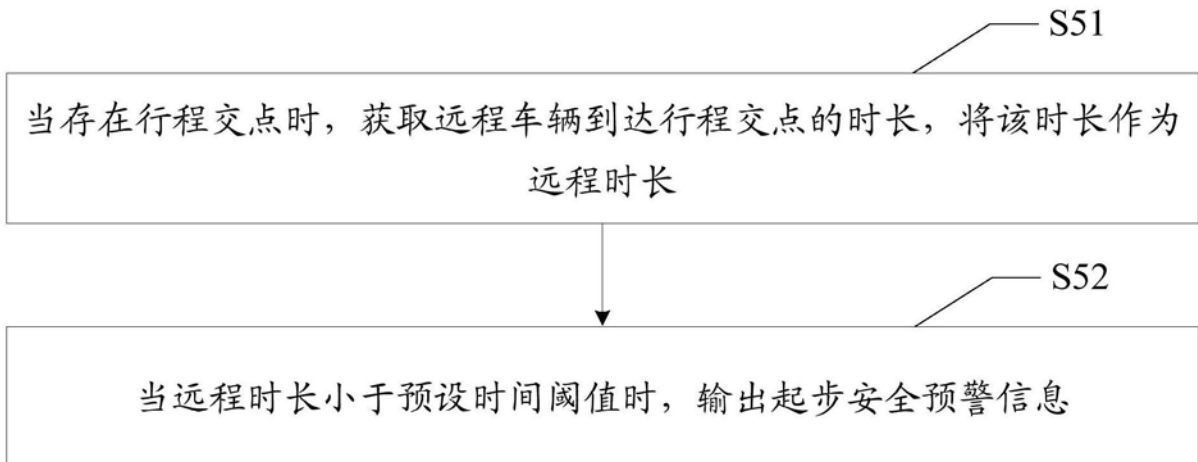 S51
当存在行程交点时，获取远程车辆到达行程交点的时长，将该时长作为
远程时长
S52
当远程时长小于预设时间阈值时，输出起步安全预警信息